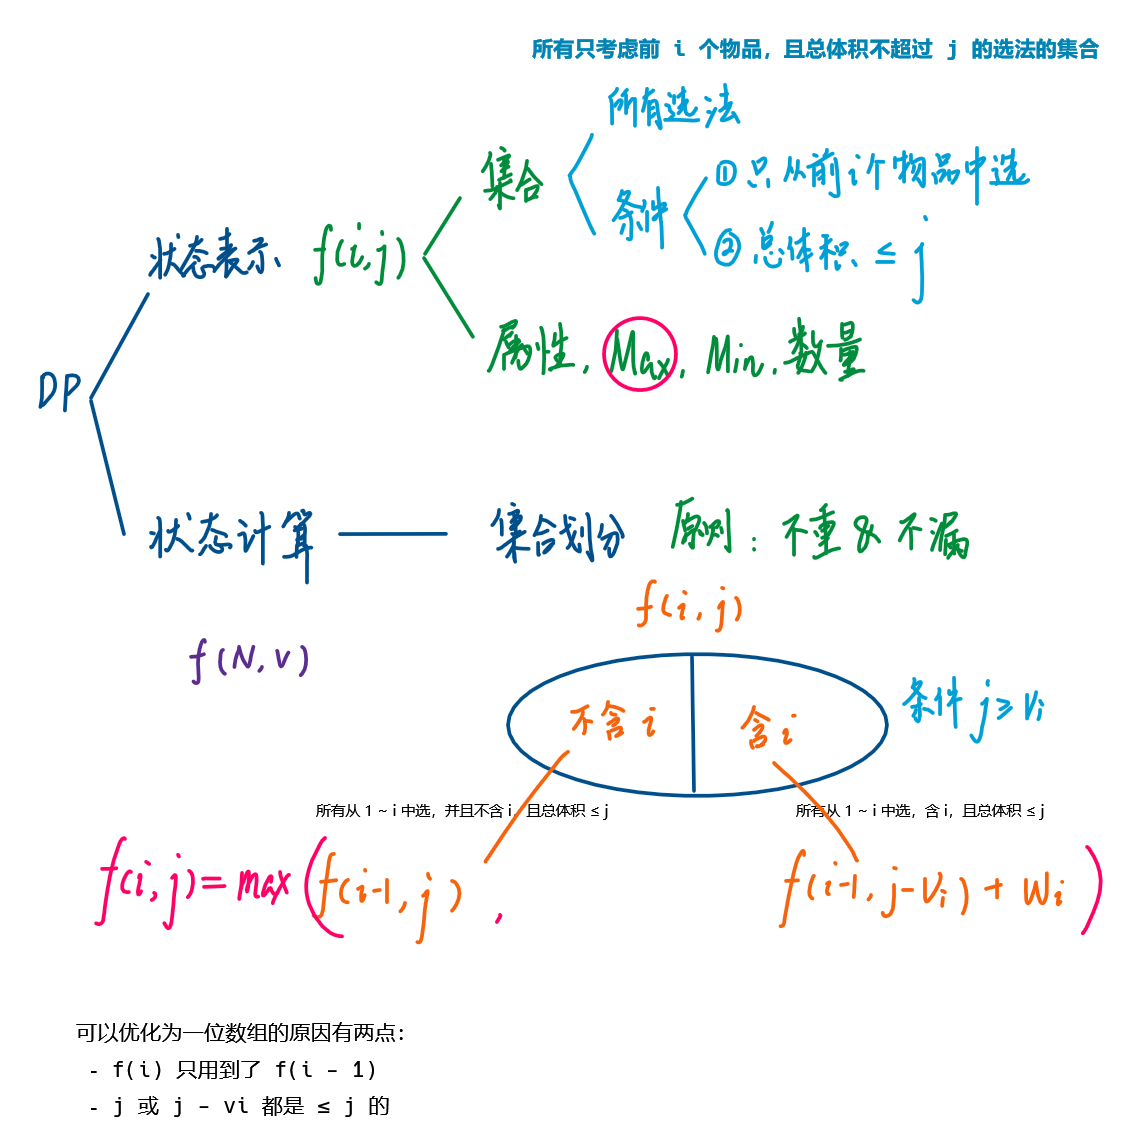 所有只考虑前 i 个物品，且总体积不超过 j 的选法的集合
所有选法
集合
①只从前i个物品中选
条件
②总体积 ≤ j
状态表示 f(i,j)
属性, Max, Min, 数量
DP
状态计算
集合划分 原则：不重 & 不漏
f(i,j)
f(N,V)
不含 i
含 i
条件 j≥Vi
所有从 1 ~ i 中选，并且不含 i，且总体积 ≤ j
所有从 1 ~ i 中选，含 i，且总体积 ≤ j
f(i,j)=max(f(i-1,j), f(i-1,j-Vi)+Wi)
可以优化为一位数组的原因有两点：
- f(i) 只用到了 f(i - 1)
- j 或 j - vi 都是 ≤ j 的